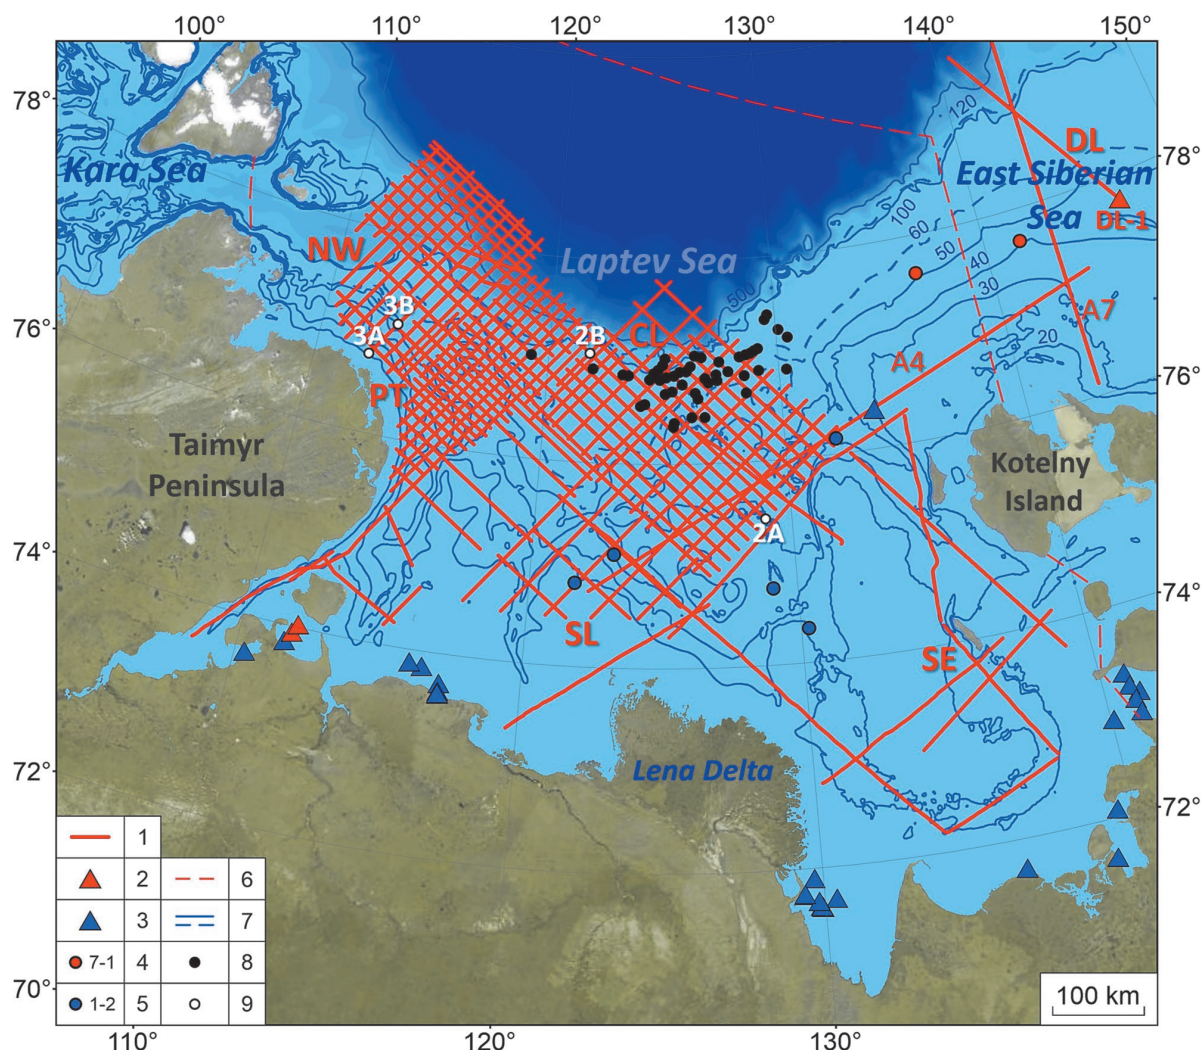 100° 110° 120° 130° 140° 150°
78°
120
DL
78°
Kara Sea
East Siberian
Sea
DL-1
100
60
50
40
30
20
NW
Laptev Sea
500
76°
3B
3A
2B
CL
A7
A4
76°
PT
Taimyr
Peninsula
Kotelny
Island
2A
74°
74°
SL
SE
72°
Lena Delta
72°
1
2
6
3
7
7-1 4
8
1-2 5
9
70°
100 km
110° 120° 130°